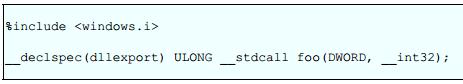 %include <windows.i>
__declspec(dllexport) ULONG __stdcall foo(DWORD, __int32);